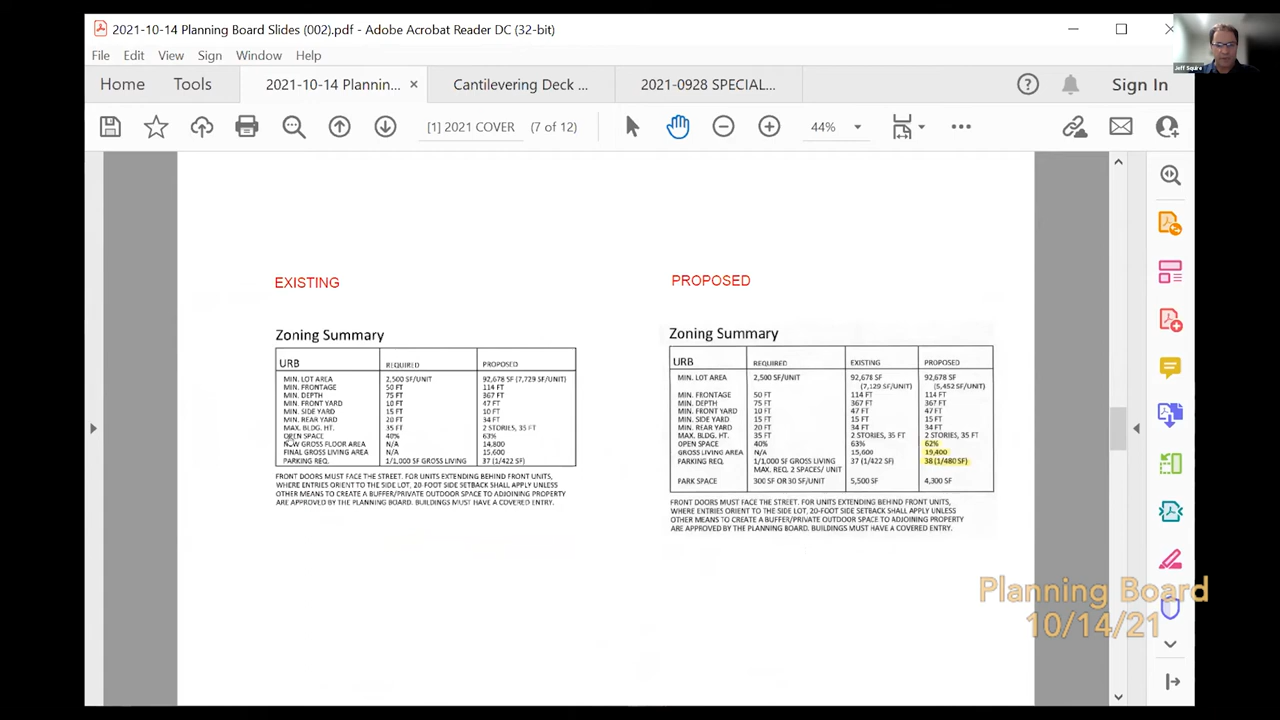 2021-10-14 Planning Board Slides (002).pdf - Adobe Acrobat Reader DC (32-bit)
Jeff Squire
File Edit View Sign Window Help
Home Tools 2021-10-14 Plannin... × Cantilevering Deck ... 2021-0928 SPECIAL... Sign In
[1] 2021 COVER (7 of 12) 44%
EXISTING
Zoning Summary
URB REQUIRED PROPOSED
MIN. LOT AREA 2,500 SF/UNIT 92,678 SF (7,729 SF/UNIT)
MIN. FRONTAGE 50 FT 114 FT
MIN. DEPTH 75 FT 367 FT
MIN. FRONT YARD 10 FT 47 FT
MIN. SIDE YARD 15 FT 10 FT
MIN. REAR YARD 20 FT 34 FT
MAX. BLDG. HT. 35 FT 2 STORIES, 35 FT
OPEN SPACE 40% 63%
NEW GROSS FLOOR AREA N/A 14,800
FINAL GROSS LIVING AREA N/A 15,600
PARKING REQ. 1/1,000 SF GROSS LIVING 37 (1/422 SF)
FRONT DOORS MUST FACE THE STREET. FOR UNITS EXTENDING BEHIND FRONT UNITS,
WHERE ENTRIES ORIENT TO THE SIDE LOT, 20-FOOT SIDE SETBACK SHALL APPLY UNLESS
OTHER MEANS TO CREATE A BUFFER/PRIVATE OUTDOOR SPACE TO ADJOINING PROPERTY
ARE APPROVED BY THE PLANNING BOARD. BUILDINGS MUST HAVE A COVERED ENTRY.
PROPOSED
Zoning Summary
URB REQUIRED EXISTING PROPOSED
MIN. LOT AREA 2,500 SF/UNIT 92,678 SF 92,678 SF
(7,129 SF/UNIT) (5,452 SF/UNIT)
MIN. FRONTAGE 50 FT 114 FT 114 FT
MIN. DEPTH 75 FT 367 FT 367 FT
MIN. FRONT YARD 10 FT 47 FT 47 FT
MIN. SIDE YARD 15 FT 15 FT 15 FT
MIN. REAR YARD 20 FT 34 FT 34 FT
MAX. BLDG. HT. 35 FT 2 STORIES, 35 FT 2 STORIES, 35 FT
OPEN SPACE 40% 63% 62%
GROSS LIVING AREA N/A 15,600 19,400
PARKING REQ. 1/1,000 SF GROSS LIVING 37 (1/422 SF) 38 (1/480 SF)
MAX. REQ. 2 SPACES/ UNIT
PARK SPACE 300 SF OR 30 SF/UNIT 5,500 SF 4,300 SF
FRONT DOORS MUST FACE THE STREET. FOR UNITS EXTENDING BEHIND FRONT UNITS,
WHERE ENTRIES ORIENT TO THE SIDE LOT, 20-FOOT SIDE SETBACK SHALL APPLY UNLESS
OTHER MEANS TO CREATE A BUFFER/PRIVATE OUTDOOR SPACE TO ADJOINING PROPERTY
ARE APPROVED BY THE PLANNING BOARD. BUILDINGS MUST HAVE A COVERED ENTRY.
Planning Board
10/14/21